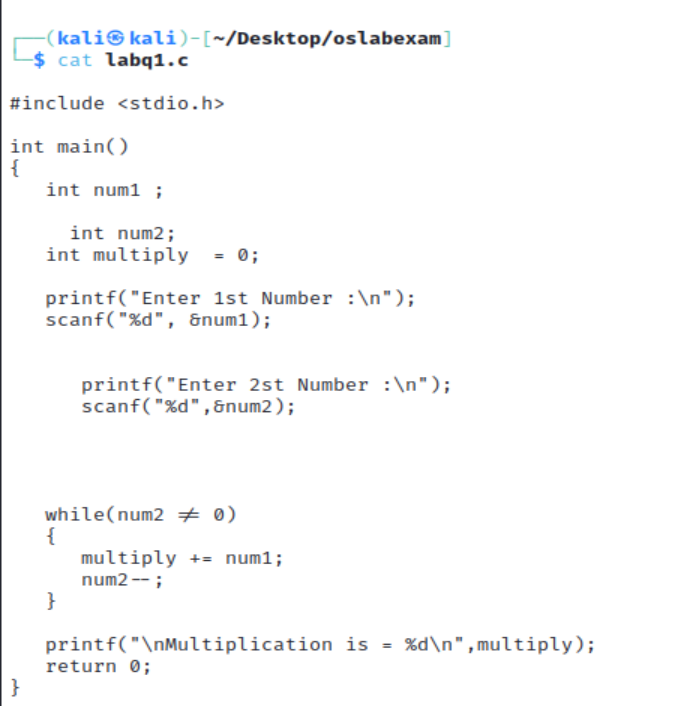 ┌──(kali㉿kali)-[~/Desktop/oslabexam]
└─$ cat labq1.c
#include <stdio.h>
int main()
{
   int num1 ;
     int num2;
   int multiply  = 0;
   printf("Enter 1st Number :\n");
   scanf("%d", &num1);
      printf("Enter 2st Number :\n");
      scanf("%d",&num2);
   while(num2 != 0)
   {
      multiply += num1;
      num2--;
   }
   printf("\nMultiplication is = %d\n",multiply);
   return 0;
}